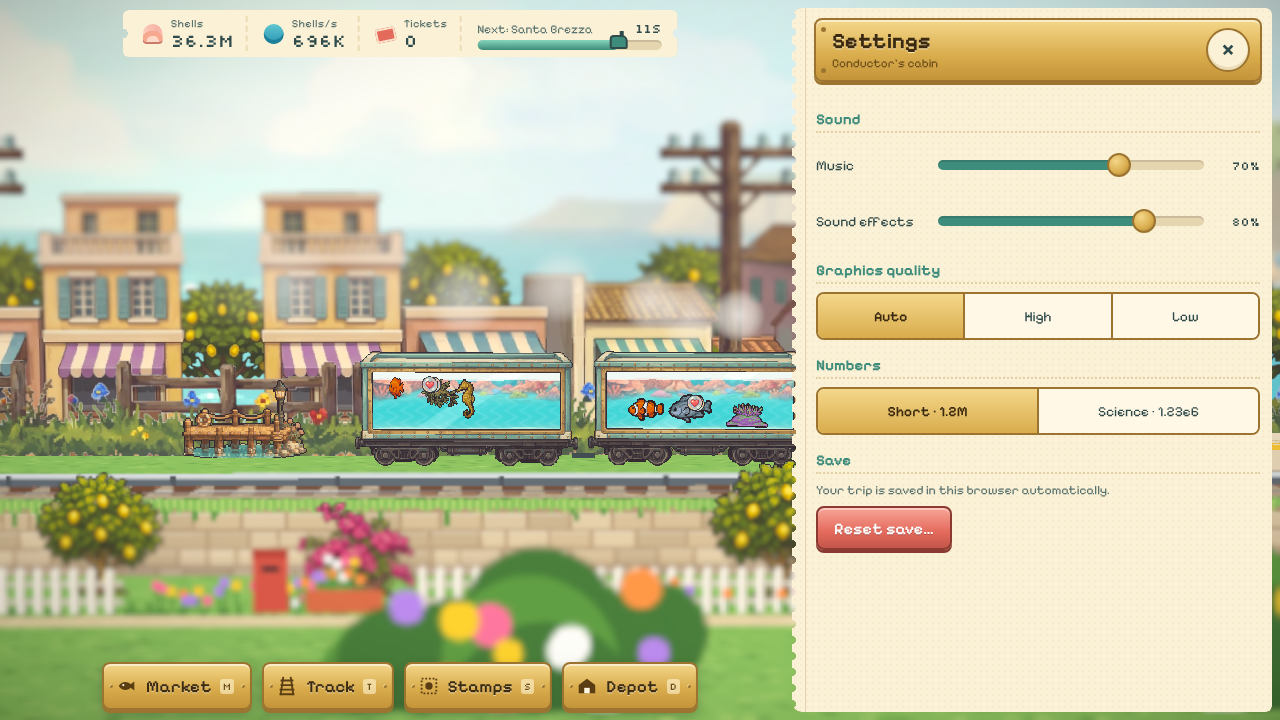 Shells
36.3M
Shells/s
696K
Tickets
0
Next: Santa Brezza
11s
Settings
Conductor's cabin
×
Sound
Music
70%
Sound effects
80%
Graphics quality
Auto
High
Low
Numbers
Short · 1.2M
Science · 1.23e6
Save
Your trip is saved in this browser automatically.
Reset save…
Market M
Track T
Stamps S
Depot D